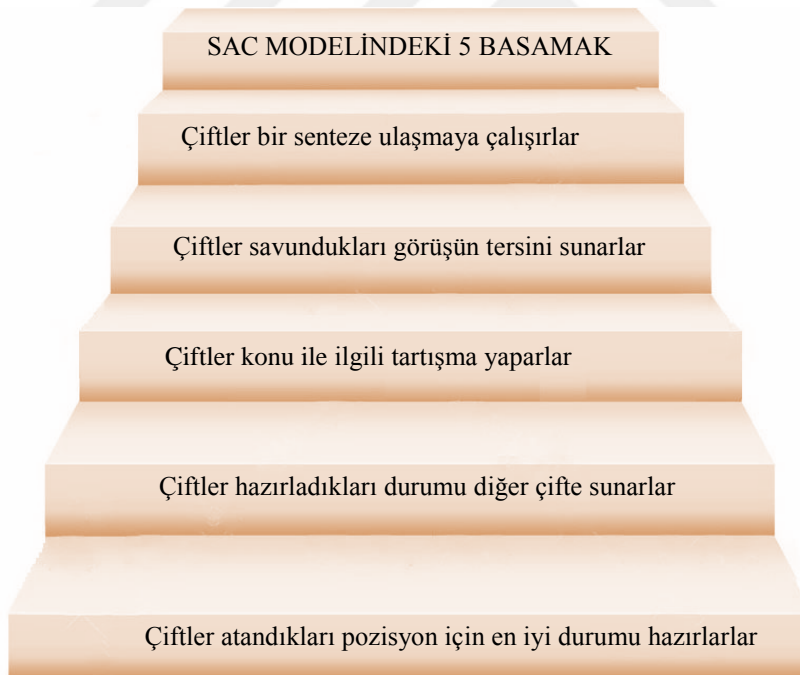 SAC MODELİNDEKİ 5 BASAMAK
Çiftler bir senteze ulaşmaya çalışırlar
Çiftler savundukları görüşün tersini sunarlar
Çiftler konu ile ilgili tartışma yaparlar
Çiftler hazırladıkları durumu diğer çifte sunarlar
Çiftler atandıkları pozisyon için en iyi durumu hazırlarlar